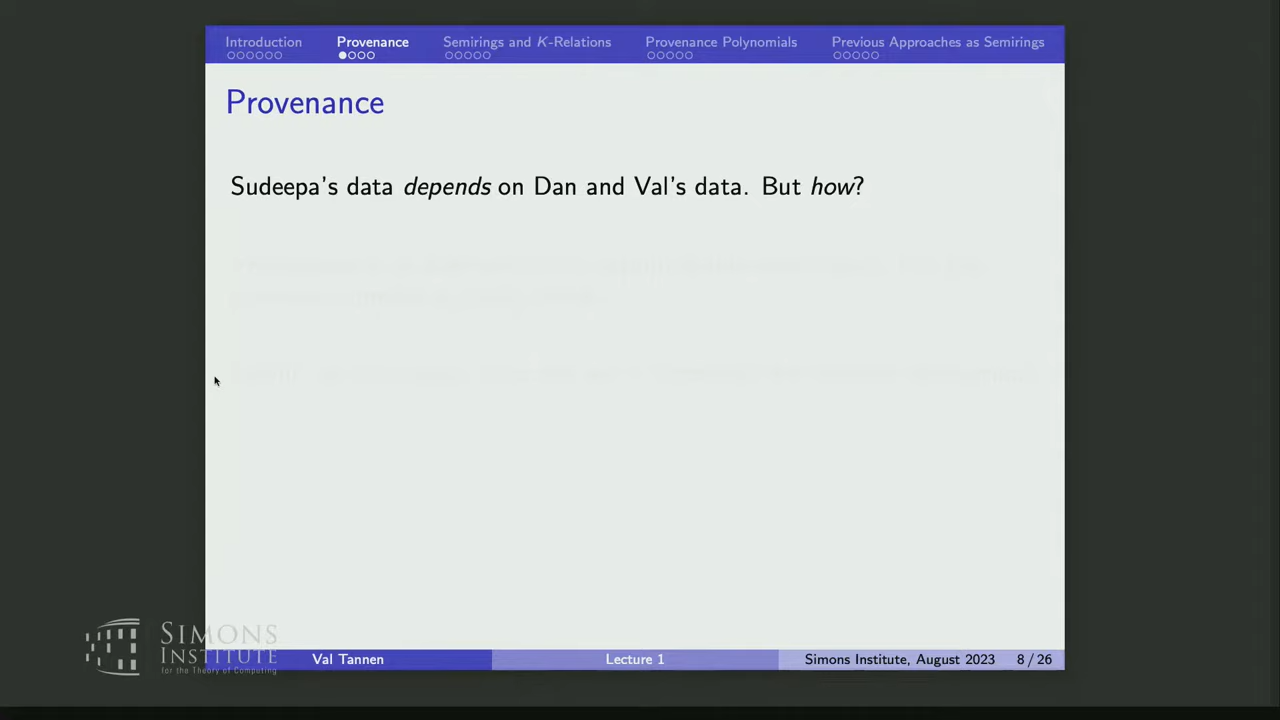 Introduction Provenance Semirings and K-Relations Provenance Polynomials Previous Approaches as Semirings
Provenance
Sudeepa's data depends on Dan and Val's data. But how?
SIMONS
INSTITUTE
for the Theory of Computing
Val Tannen Lecture 1 Simons Institute, August 2023 8 / 26